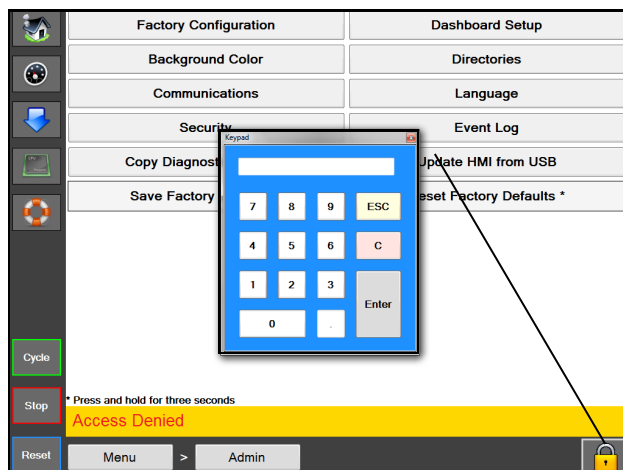 Factory Configuration
Dashboard Setup
Background Color
Directories
Communications
Language
Security
Event Log
Copy Diagnost
Update HMI from USB
Save Factory
eset Factory Defaults *
Keypad
7 8 9 ESC
4 5 6 C
1 2 3 Enter
0 .
Cycle
Stop
Reset
* Press and hold for three seconds
Access Denied
Menu > Admin